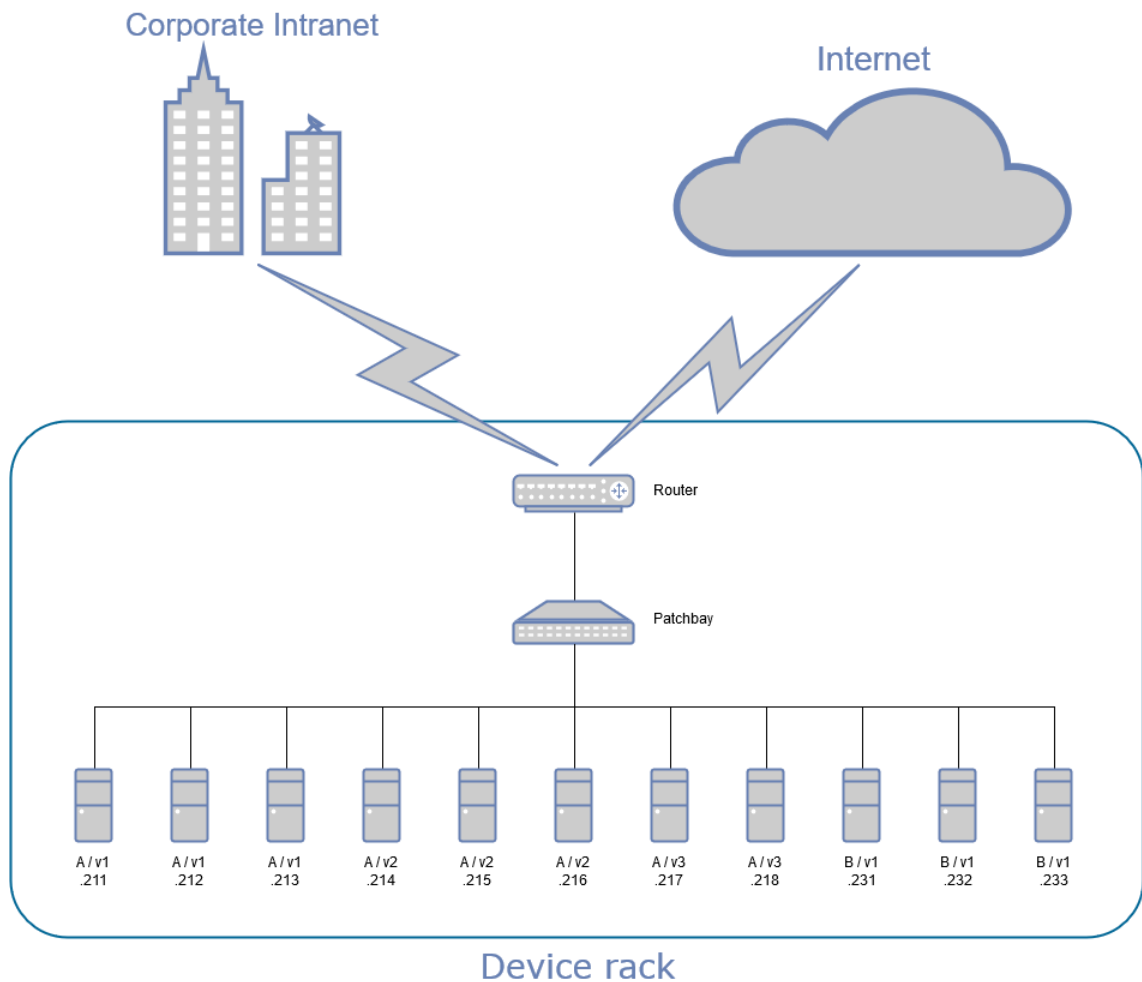 Corporate Intranet
Internet
Router
Patchbay
A / v1
.211
A / v1
.212
A / v1
.213
A / v2
.214
A / v2
.215
A / v2
.216
A / v3
.217
A / v3
.218
B / v1
.231
B / v1
.232
B / v1
.233
Device rack